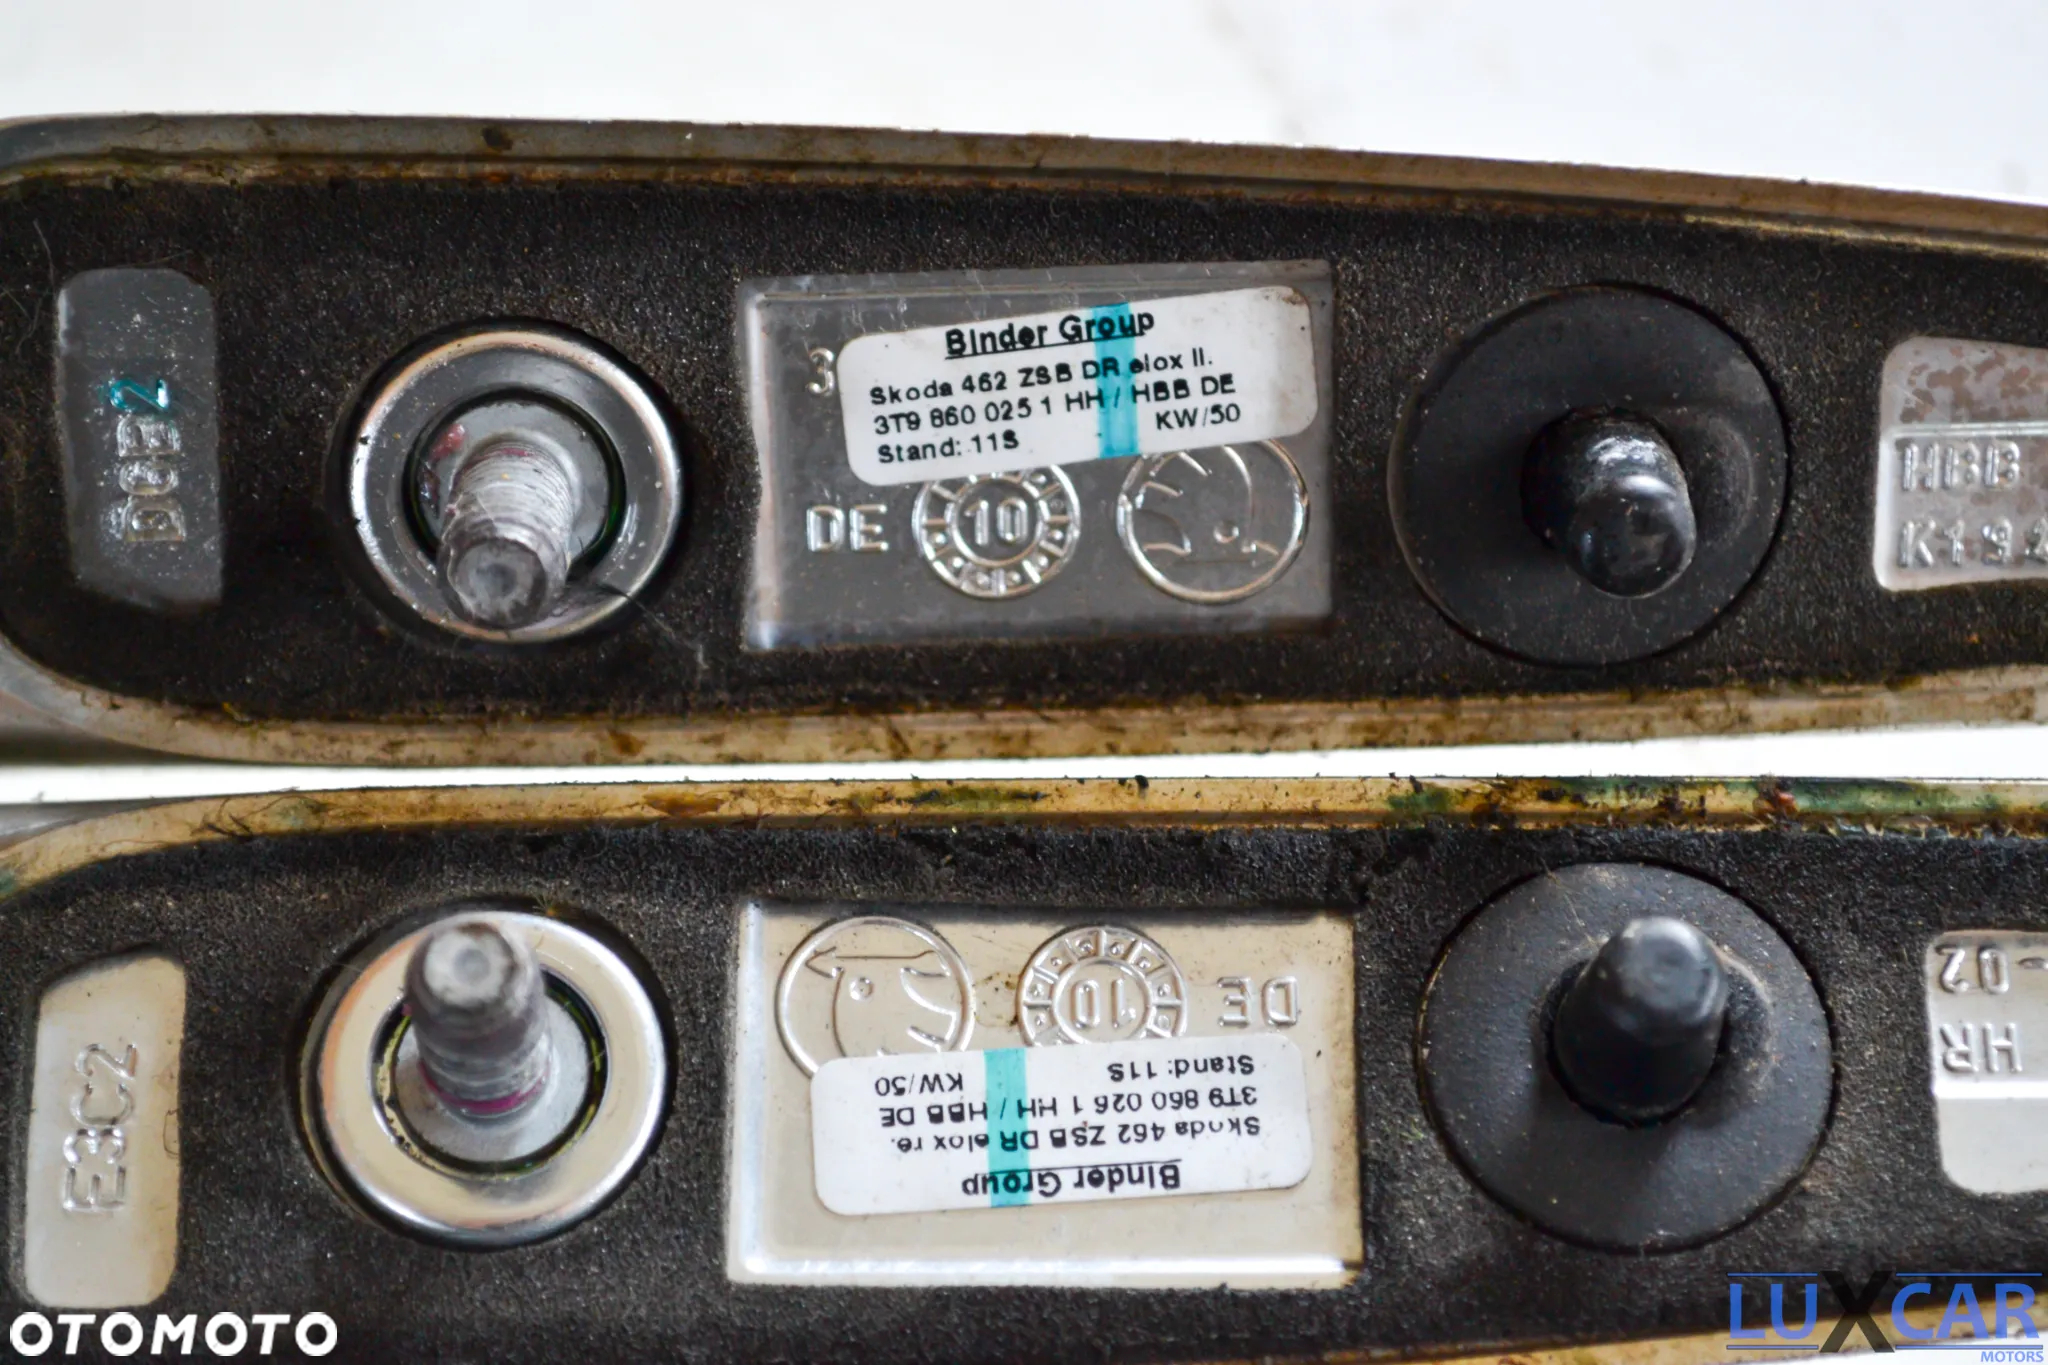 DCB2
Binder Group
Skoda 462 ZSB DR elox li.
3T9 860 025 1 HH / HBB DE
Stand: 11S
KW/50
3
DE
10
HBB
K192
E3C2
DE
10
Stand: 11S
KW/50
3T9 860 026 1 HH / HBB DE
Skoda 462 ZSB DR elox re.
Binder Group
-02
HR
OTOMOTO
LUXCAR
MOTORS